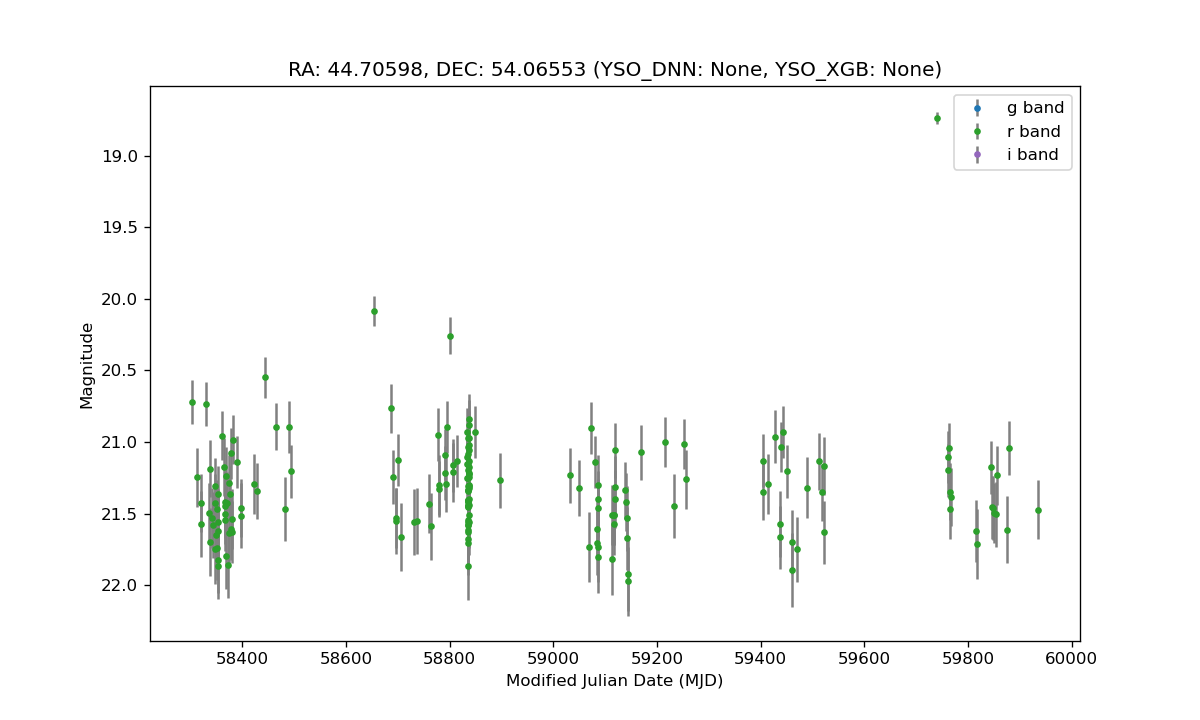 RA: 44.70598, DEC: 54.06553 (YSO_DNN: None, YSO_XGB: None)
g band
r band
i band
19.0
19.5
20.0
20.5
21.0
21.5
22.0
Magnitude
58400
58600
58800
59000
59200
59400
59600
59800
60000
Modified Julian Date (MJD)